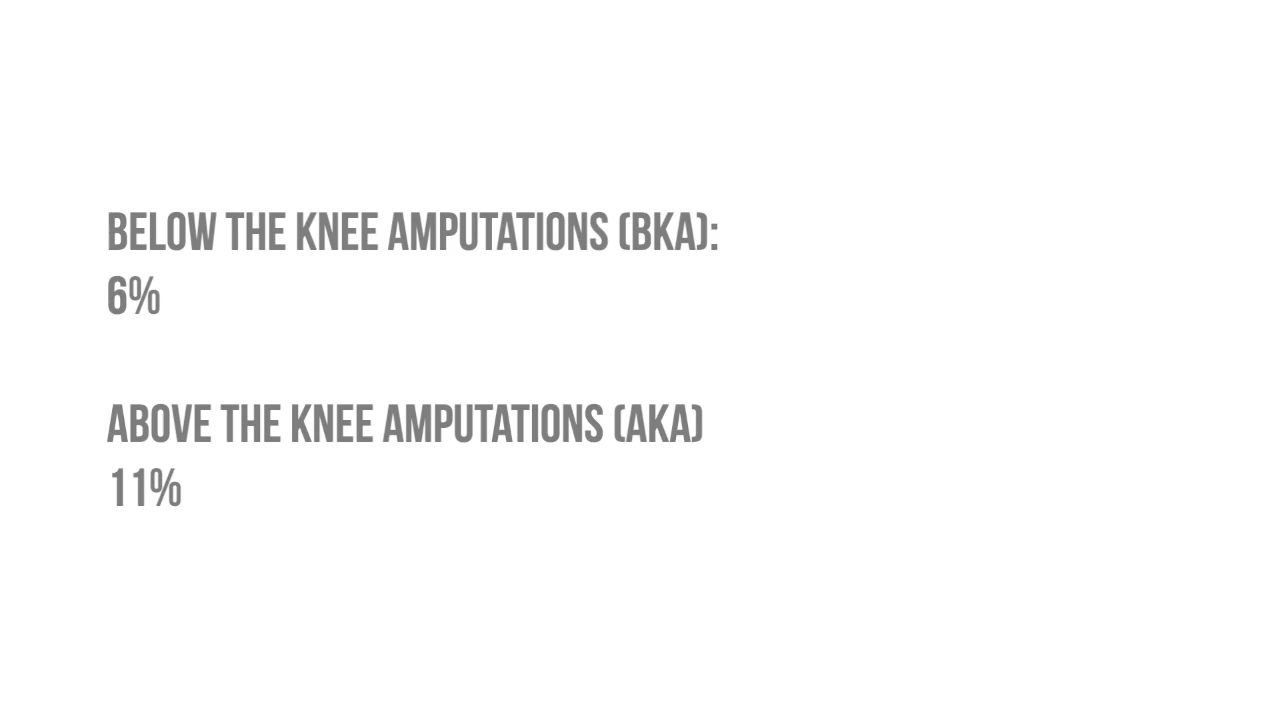 BELOW THE KNEE AMPUTATIONS (BKA):
6%
ABOVE THE KNEE AMPUTATIONS (AKA)
11%